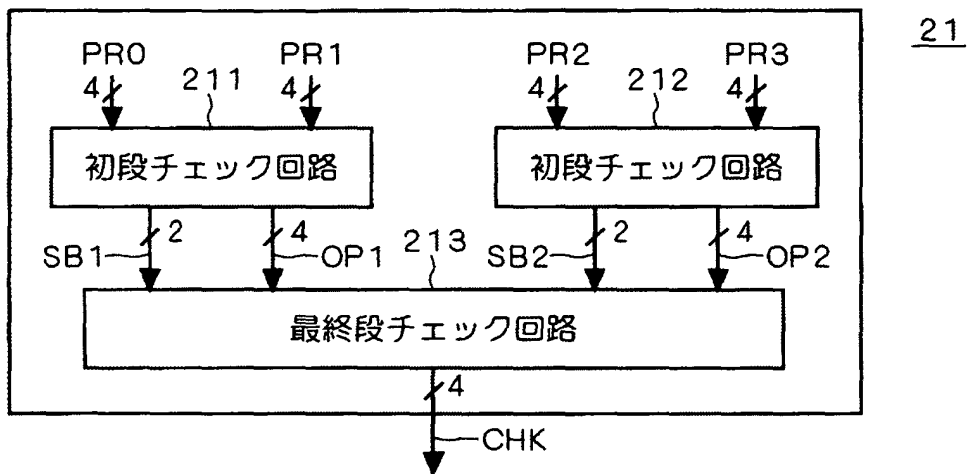 21
PR0 PR1 PR2 PR3
4 211 4 4 212 4
初段チェック回路 初段チェック回路
2 4 2 4
SB1 OP1 213 SB2 OP2
最終段チェック回路
4
CHK